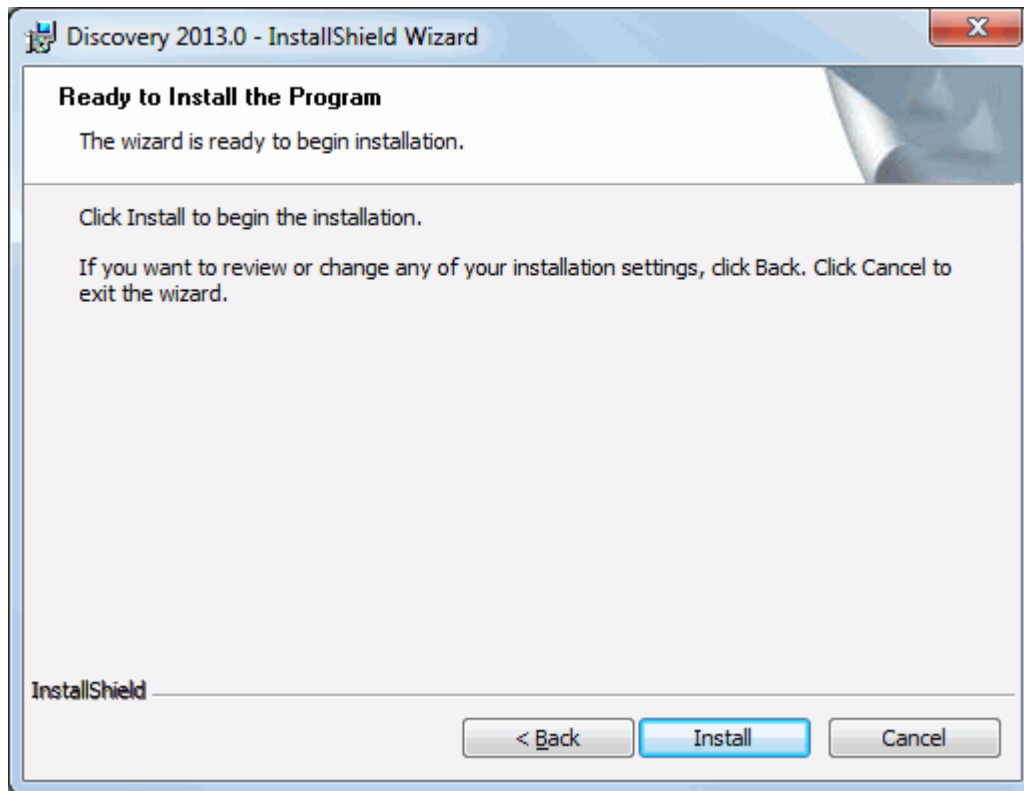 Discovery 2013.0 - InstallShield Wizard
Ready to Install the Program
The wizard is ready to begin installation.
Click Install to begin the installation.
If you want to review or change any of your installation settings, click Back. Click Cancel to
exit the wizard.
InstallShield
< Back
Install
Cancel